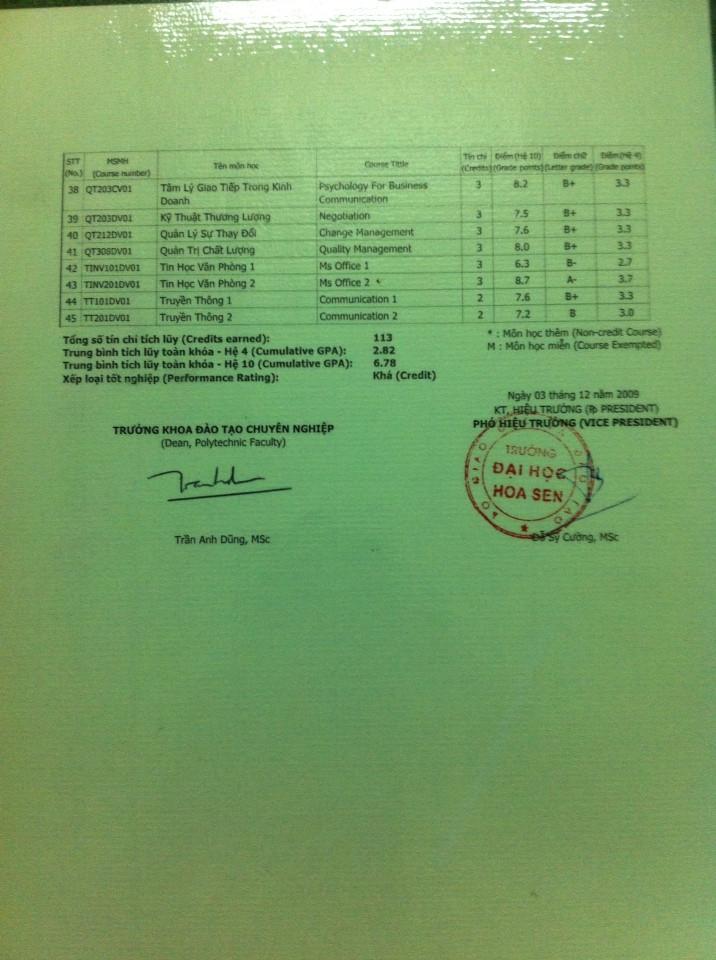 STT MSMH Tên môn học Course Tittle Tín chỉ Điểm (Hệ 10) Điểm chữ Điểm (Hệ 4)
(No.) (Course number) (Credits) (Grade points) (Letter grade) (Grade points)
38 QT203CV01 Tâm Lý Giao Tiếp Trong Kinh Psychology For Business 3 8.2 B+ 3.3
Doanh Communication
39 QT203DV01 Kỹ Thuật Thương Lượng Negotiation 3 7.5 B+ 3.3
40 QT212DV01 Quản Lý Sự Thay Đổi Change Management 3 7.6 B+ 3.3
41 QT308DV01 Quản Trị Chất Lượng Quality Management 3 8.0 B+ 3.3
42 TINV101DV01 Tin Học Văn Phòng 1 Ms Office 1 3 6.3 B- 2.7
43 TINV201DV01 Tin Học Văn Phòng 2 Ms Office 2 3 8.7 A- 3.7
44 TT101DV01 Truyền Thông 1 Communication 1 2 7.6 B+ 3.3
45 TT201DV01 Truyền Thông 2 Communication 2 2 7.2 B 3.0
Tổng số tín chỉ tích lũy (Credits earned): 113
Trung bình tích lũy toàn khóa - Hệ 4 (Cumulative GPA): 2.82
Trung bình tích lũy toàn khóa - Hệ 10 (Cumulative GPA): 6.78
Xếp loại tốt nghiệp (Performance Rating): Khá (Credit)
* : Môn học thêm (Non-credit Course)
M : Môn học miễn (Course Exempted)
Ngày 03 tháng 12 năm 2009
KT. HIỆU TRƯỞNG (Pp PRESIDENT)
PHÓ HIỆU TRƯỞNG (VICE PRESIDENT)
TRƯỞNG KHOA ĐÀO TẠO CHUYÊN NGHIỆP
(Dean, Polytechnic Faculty)
TRƯỜNG
ĐẠI HỌC
HOA SEN
Trần Anh Dũng, MSc
Đỗ Sỹ Cường, MSc